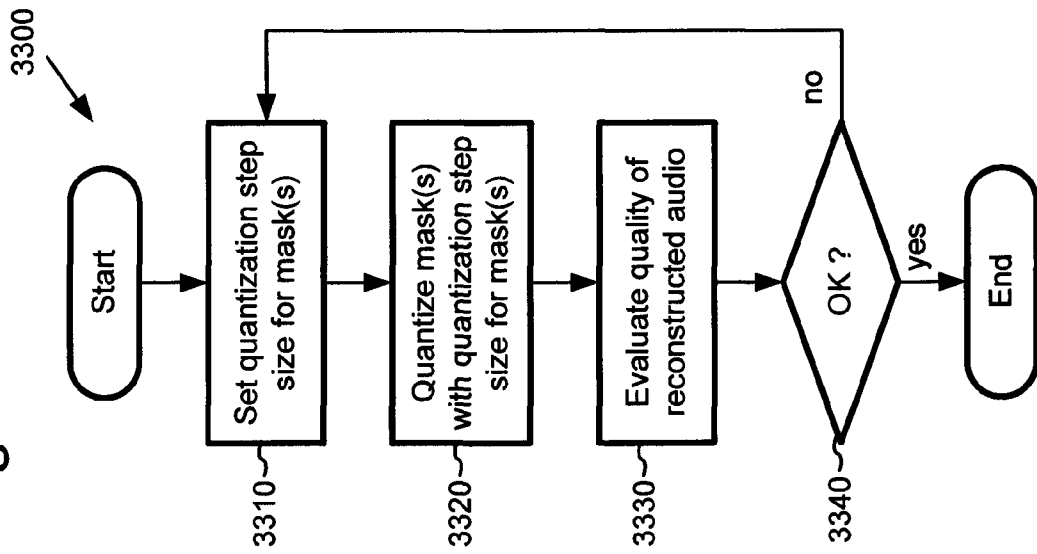 3300
Start
3310
Set quantization step
size for mask(s)
3320
Quantize mask(s)
with quantization step
size for mask(s)
3330
Evaluate quality of
reconstructed audio
3340
OK ?
no
yes
End